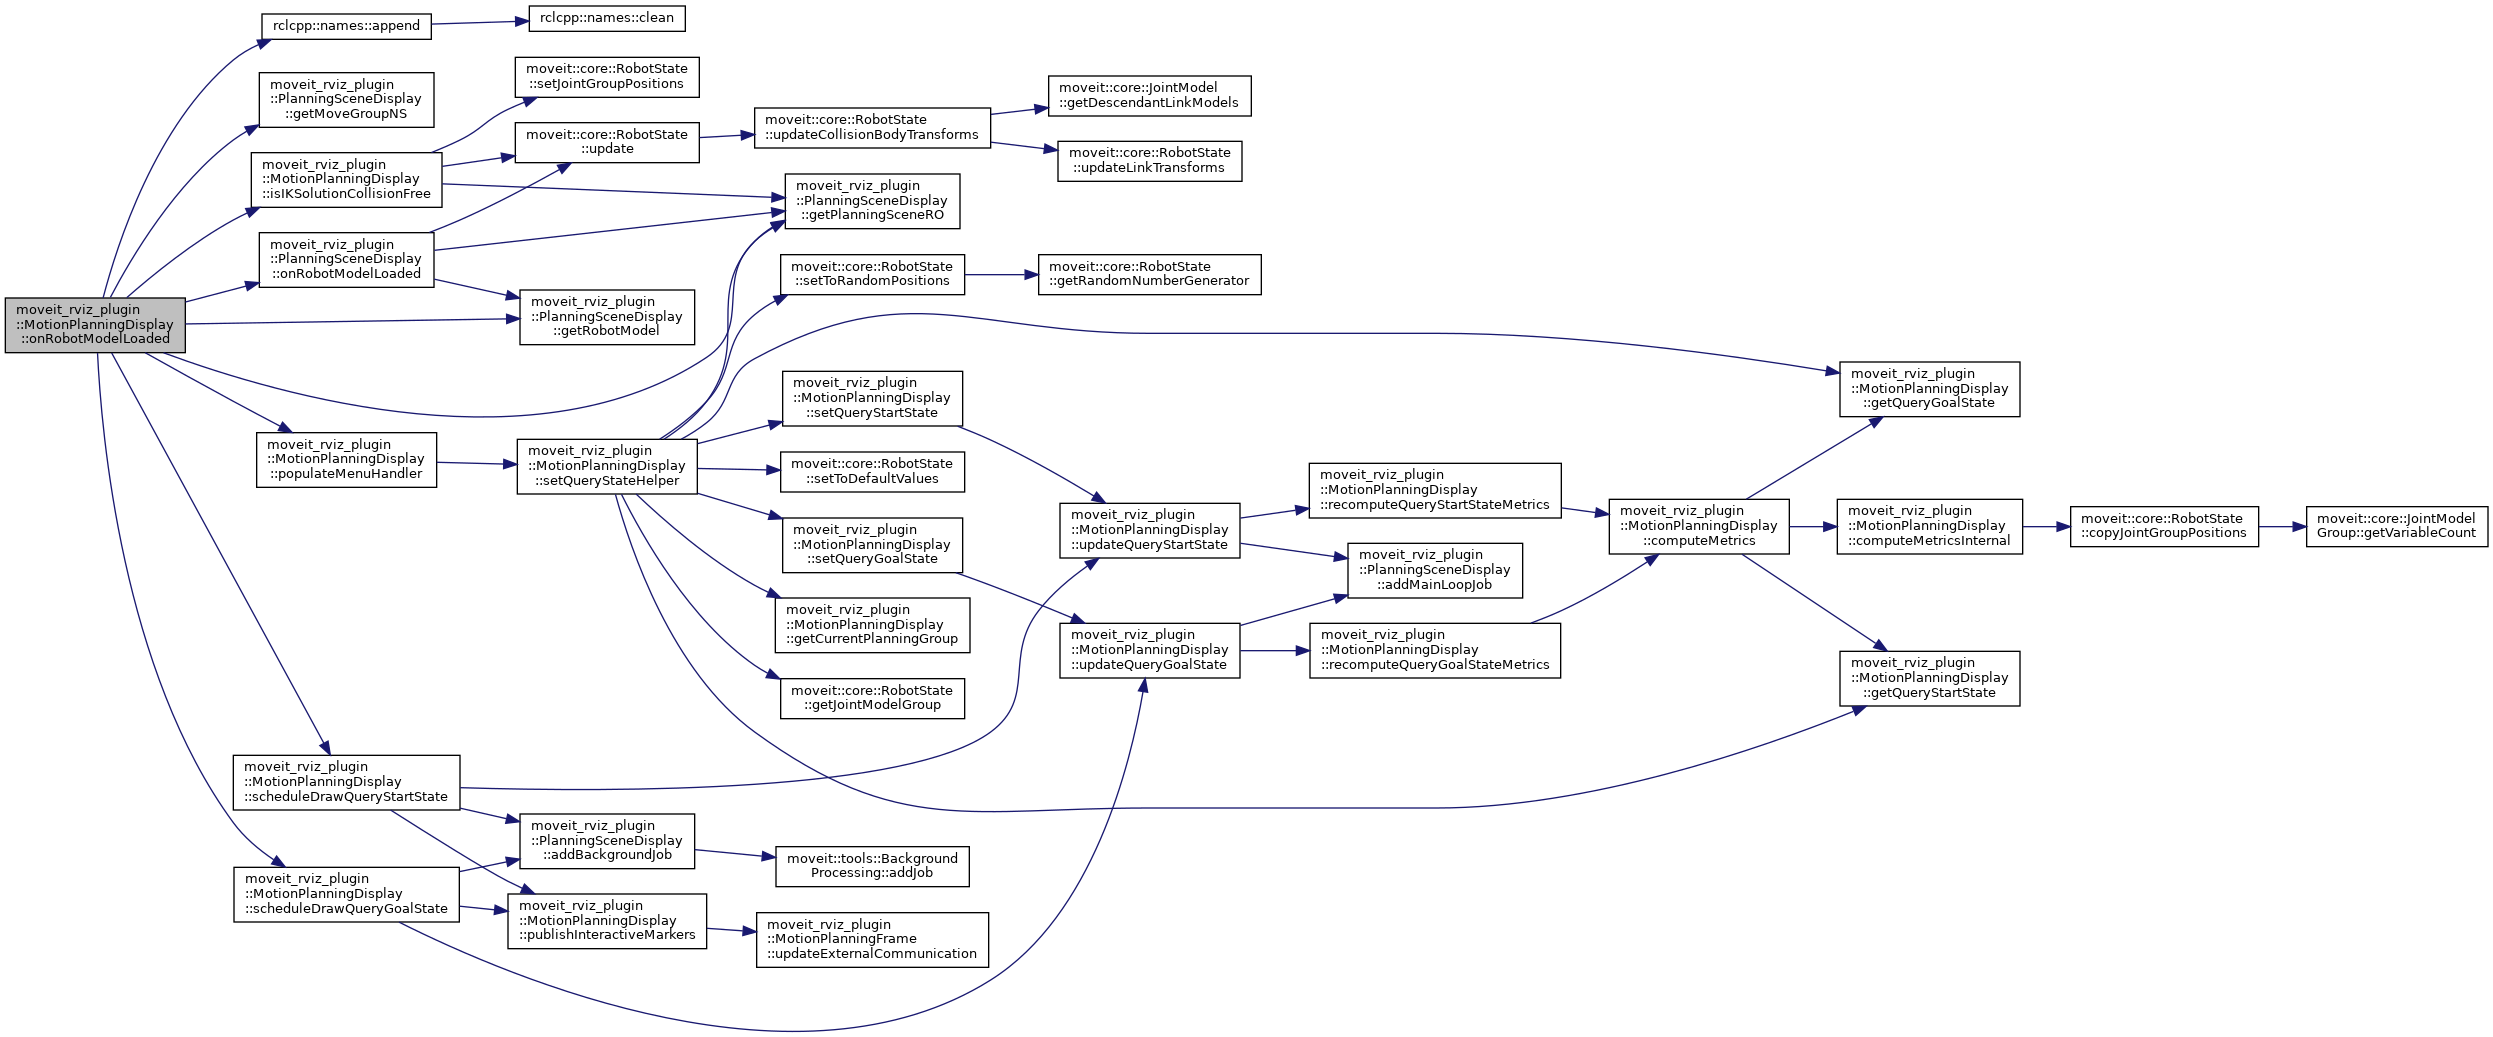 moveit_rviz_plugin
::MotionPlanningDisplay
::onRobotModelLoaded
rclcpp::names::append
rclcpp::names::clean
moveit_rviz_plugin
::PlanningSceneDisplay
::getMoveGroupNS
moveit_rviz_plugin
::MotionPlanningDisplay
::isIKSolutionCollisionFree
moveit_rviz_plugin
::PlanningSceneDisplay
::onRobotModelLoaded
moveit::core::RobotState
::setJointGroupPositions
moveit::core::RobotState
::update
moveit::core::RobotState
::updateCollisionBodyTransforms
moveit::core::JointModel
::getDescendantLinkModels
moveit::core::RobotState
::updateLinkTransforms
moveit_rviz_plugin
::PlanningSceneDisplay
::getPlanningSceneRO
moveit_rviz_plugin
::PlanningSceneDisplay
::getRobotModel
moveit::core::RobotState
::setToRandomPositions
moveit::core::RobotState
::getRandomNumberGenerator
moveit_rviz_plugin
::MotionPlanningDisplay
::populateMenuHandler
moveit_rviz_plugin
::MotionPlanningDisplay
::setQueryStateHelper
moveit_rviz_plugin
::MotionPlanningDisplay
::setQueryStartState
moveit::core::RobotState
::setToDefaultValues
moveit_rviz_plugin
::MotionPlanningDisplay
::setQueryGoalState
moveit_rviz_plugin
::MotionPlanningDisplay
::getCurrentPlanningGroup
moveit::core::RobotState
::getJointModelGroup
moveit_rviz_plugin
::MotionPlanningDisplay
::updateQueryStartState
moveit_rviz_plugin
::MotionPlanningDisplay
::updateQueryGoalState
moveit_rviz_plugin
::MotionPlanningDisplay
::recomputeQueryStartStateMetrics
moveit_rviz_plugin
::PlanningSceneDisplay
::addMainLoopJob
moveit_rviz_plugin
::MotionPlanningDisplay
::recomputeQueryGoalStateMetrics
moveit_rviz_plugin
::MotionPlanningDisplay
::computeMetrics
moveit_rviz_plugin
::MotionPlanningDisplay
::getQueryGoalState
moveit_rviz_plugin
::MotionPlanningDisplay
::computeMetricsInternal
moveit_rviz_plugin
::MotionPlanningDisplay
::getQueryStartState
moveit::core::RobotState
::copyJointGroupPositions
moveit::core::JointModel
Group::getVariableCount
moveit_rviz_plugin
::MotionPlanningDisplay
::scheduleDrawQueryStartState
moveit_rviz_plugin
::MotionPlanningDisplay
::scheduleDrawQueryGoalState
moveit_rviz_plugin
::PlanningSceneDisplay
::addBackgroundJob
moveit::tools::Background
Processing::addJob
moveit_rviz_plugin
::MotionPlanningDisplay
::publishInteractiveMarkers
moveit_rviz_plugin
::MotionPlanningFrame
::updateExternalCommunication